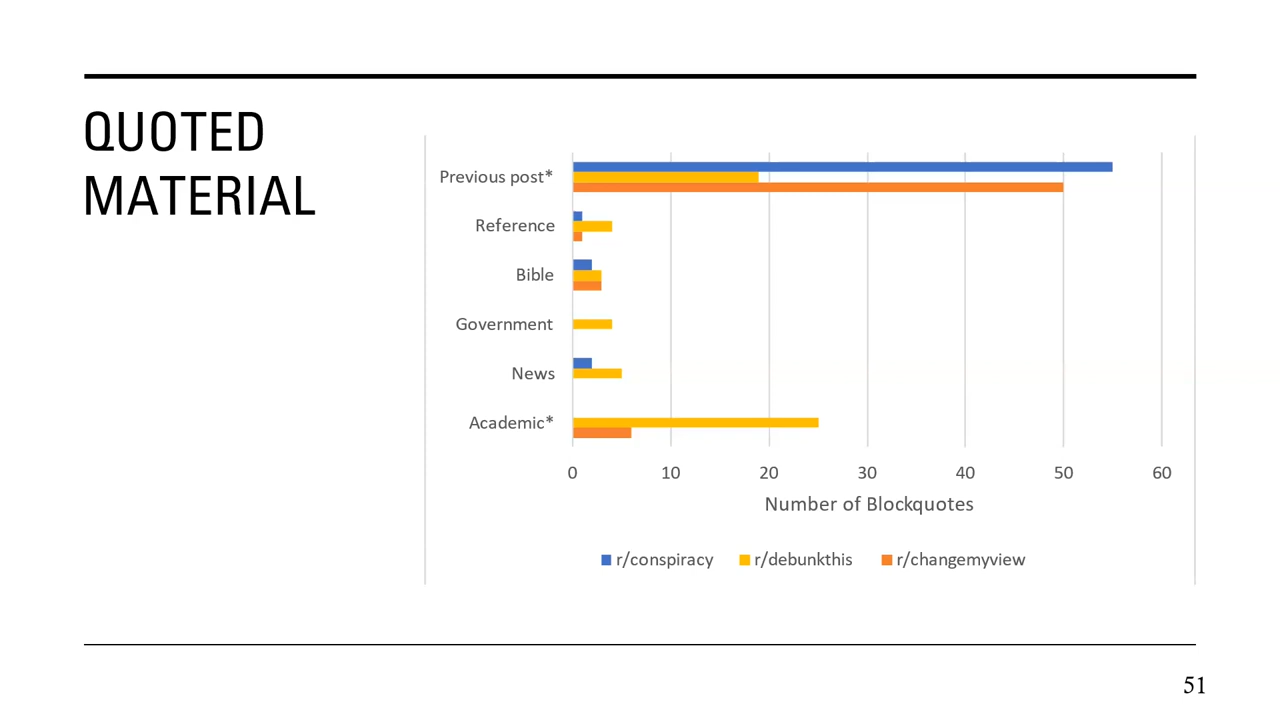 QUOTED
MATERIAL
Previous post*
Reference
Bible
Government
News
Academic*
0 10 20 30 40 50 60
Number of Blockquotes
r/conspiracy r/debunkthis r/changemyview
51